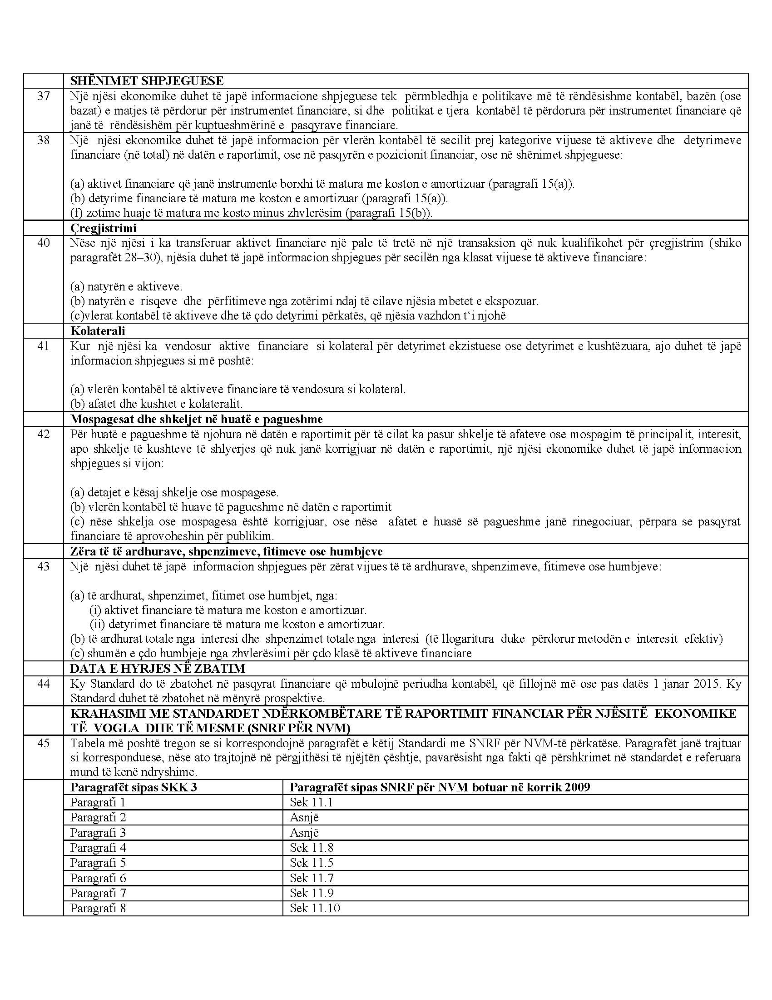 SHËNIMET SHPJEGUESE
37 Një njësi ekonomike duhet të japë informacione shpjeguese tek përmbledhja e politikave më të rëndësishme kontabël, bazën (ose
bazat) e matjes të përdorur për instrumentet financiare, si dhe politikat e tjera kontabël të përdorura për instrumentet financiare që
janë të rëndësishëm për kuptueshmërinë e pasqyrave financiare.
38 Një njësi ekonomike duhet të japë informacion për vlerën kontabël të secilit prej kategorive vijuese të aktiveve dhe detyrimeve
financiare (në total) në datën e raportimit, ose në pasqyrën e pozicionit financiar, ose në shënimet shpjeguese:
(a) aktivet financiare që janë instrumente borxhi të matura me koston e amortizuar (paragrafi 15(a)).
(b) detyrime financiare të matura me koston e amortizuar (paragrafi 15(a)).
(f) zotime huaje të matura me kosto minus zhvlerësim (paragrafi 15(b)).
Çregjistrimi
40 Nëse një njësi i ka transferuar aktivet financiare një pale të tretë në një transaksion që nuk kualifikohet për çregjistrim (shiko
paragrafët 28–30), njësia duhet të japë informacion shpjegues për secilën nga klasat vijuese të aktiveve financiare:
(a) natyrën e aktiveve.
(b) natyrën e risqeve dhe përfitimeve nga zotërimi ndaj të cilave njësia mbetet e ekspozuar.
(c)vlerat kontabël të aktiveve dhe të çdo detyrimi përkatës, që njësia vazhdon t‘i njohë
Kolaterali
41 Kur një njësi ka vendosur aktive financiare si kolateral për detyrimet ekzistuese ose detyrimet e kushtëzuara, ajo duhet të japë
informacion shpjegues si më poshtë:
(a) vlerën kontabël të aktiveve financiare të vendosura si kolateral.
(b) afatet dhe kushtet e kolateralit.
Mospagesat dhe shkeljet në huatë e pagueshme
42 Për huatë e pagueshme të njohura në datën e raportimit për të cilat ka pasur shkelje të afateve ose mospagim të principalit, interesit,
apo shkelje të kushteve të shlyerjes që nuk janë korrigjuar në datën e raportimit, një njësi ekonomike duhet të japë informacion
shpjegues si vijon:
(a) detajet e kësaj shkelje ose mospagese.
(b) vlerën kontabël të huave të pagueshme në datën e raportimit
(c) nëse shkelja ose mospagesa është korrigjuar, ose nëse afatet e huasë së pagueshme janë rinegociuar, përpara se pasqyrat
financiare të aprovoheshin për publikim.
Zëra të të ardhurave, shpenzimeve, fitimeve ose humbjeve
43 Një njësi duhet të japë informacion shpjegues për zërat vijues të të ardhurave, shpenzimeve, fitimeve ose humbjeve:
(a) të ardhurat, shpenzimet, fitimet ose humbjet, nga:
(i) aktivet financiare të matura me koston e amortizuar.
(ii) detyrimet financiare të matura me koston e amortizuar.
(b) të ardhurat totale nga interesi dhe shpenzimet totale nga interesi (të llogaritura duke përdorur metodën e interesit efektiv)
(c) shumën e çdo humbjeje nga zhvlerësimi për çdo klasë të aktiveve financiare
DATA E HYRJES NË ZBATIM
44 Ky Standard do të zbatohet në pasqyrat financiare që mbulojnë periudha kontabël, që fillojnë më ose pas datës 1 janar 2015. Ky
Standard duhet të zbatohet në mënyrë prospektive.
KRAHASIMI ME STANDARDET NDËRKOMBËTARE TË RAPORTIMIT FINANCIAR PËR NJËSITË EKONOMIKE
TË VOGLA DHE TË MESME (SNRF PËR NVM)
45 Tabela më poshtë tregon se si korrespondojnë paragrafët e këtij Standardi me SNRF për NVM-të përkatëse. Paragrafët janë trajtuar
si korresponduese, nëse ato trajtojnë në përgjithësi të njëjtën çështje, pavarësisht nga fakti që përshkrimet në standardet e referuara
mund të kenë ndryshime.
Paragrafët sipas SKK 3 Paragrafët sipas SNRF për NVM botuar në korrik 2009
Paragrafi 1 Sek 11.1
Paragrafi 2 Asnjë
Paragrafi 3 Asnjë
Paragrafi 4 Sek 11.8
Paragrafi 5 Sek 11.5
Paragrafi 6 Sek 11.7
Paragrafi 7 Sek 11.9
Paragrafi 8 Sek 11.10